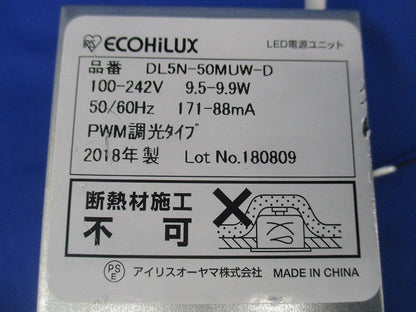 IRIS ECOHiLUX LED電源ユニット
品番 DL5N-50MUW-D
100-242V 9.5-9.9W
50/60Hz 171-88mA
PWM調光タイプ
2018年製 Lot No.180809
断熱材施工
不可
PS
E
アイリスオーヤマ株式会社 MADE IN CHINA